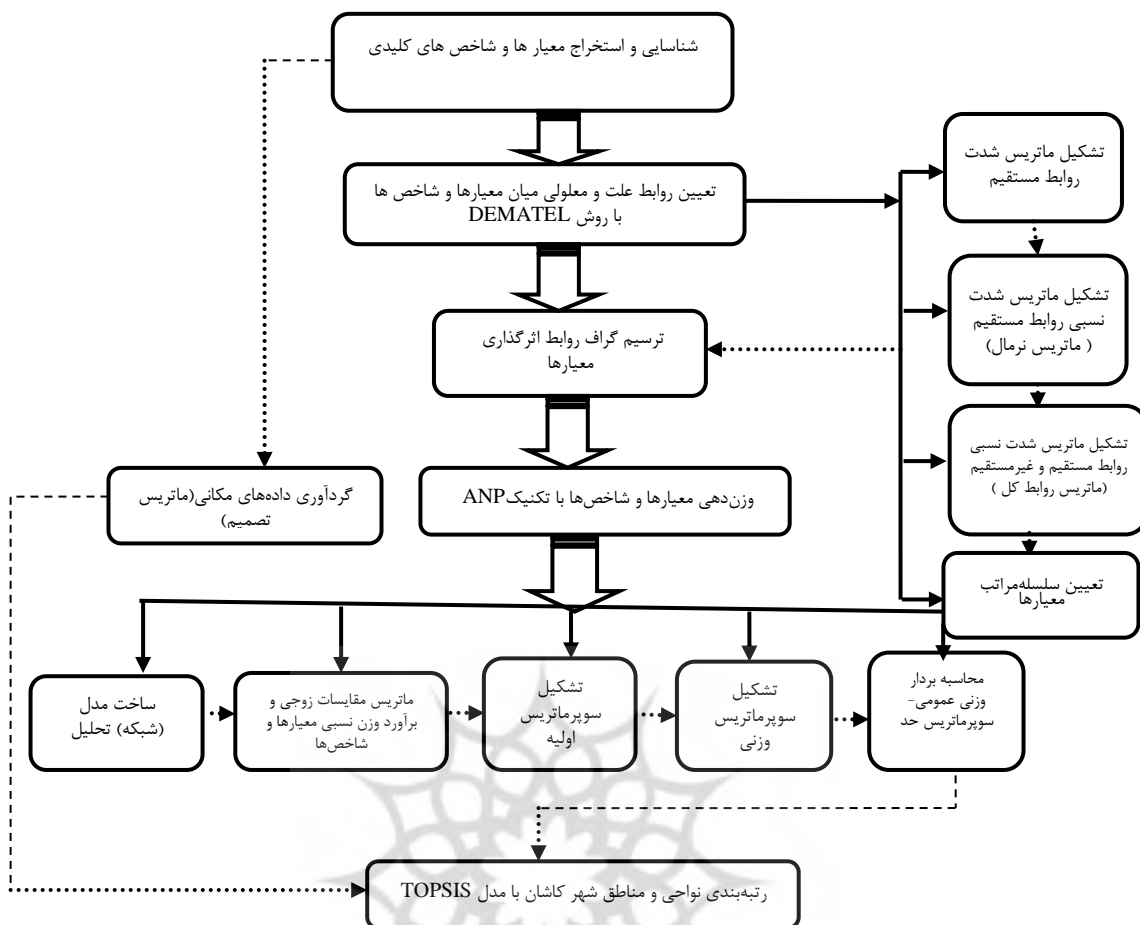 شناسایی و استخراج معیار ها و شاخص های کلیدی
تعیین روابط علت و معلولی میان معیارها و شاخص ها
با روش DEMATEL
تشکیل ماتریس شدت
روابط مستقیم
ترسیم گراف روابط اثرگذاری
معیارها
تشکیل ماتریس شدت
نسبی روابط مستقیم
( ماتریس نرمال)
تشکیل ماتریس شدت نسبی
روابط مستقیم و غیرمستقیم
(ماتریس روابط کل )
گردآوری داده‌های مکانی(ماتریس
تصمیم)
وزن‌دهی معیارها و شاخص‌ها با تکنیک ANP
تعیین سلسله‌مراتب
معیارها
محاسبه بردار
وزنی عمومی-
سوپرماتریس حد
تشکیل
سوپرماتریس
وزنی
تشکیل
سوپرماتریس
اولیه
ماتریس مقایسات زوجی و
برآورد وزن نسبی معیارها و
شاخص‌ها
ساخت مدل
(شبکه) تحلیل
رتبه‌بندی نواحی و مناطق شهر کاشان با مدل TOPSIS